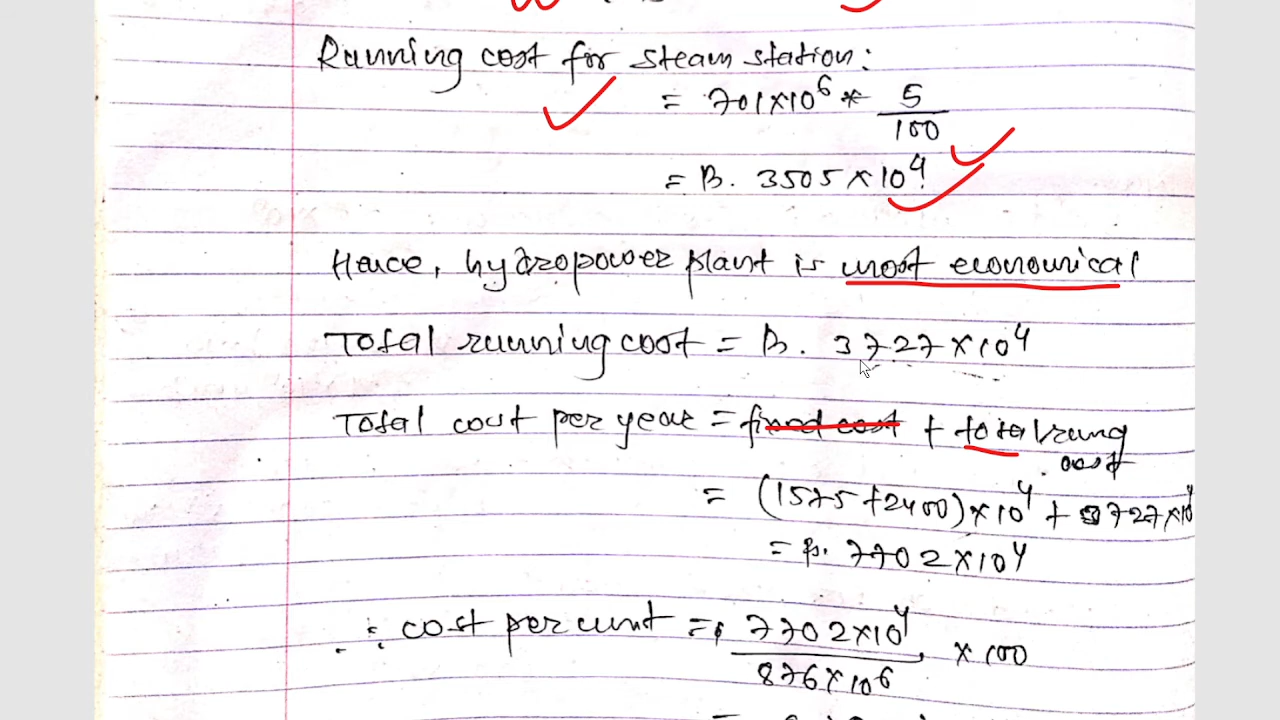 Running cost for steam station:
= 701×10⁶ * 5/100
= Rs. 3505×10⁴
Hence, hydropower plant is most economical
Total running cost = Rs. 3727×10⁴
Total cost per year = fixed cost + total rung cost
= (1575+2400)×10⁴ + 3727×10⁴
= Rs. 7702×10⁴
∴ cost per unit = 7702×10⁴/876×10⁶ × 100